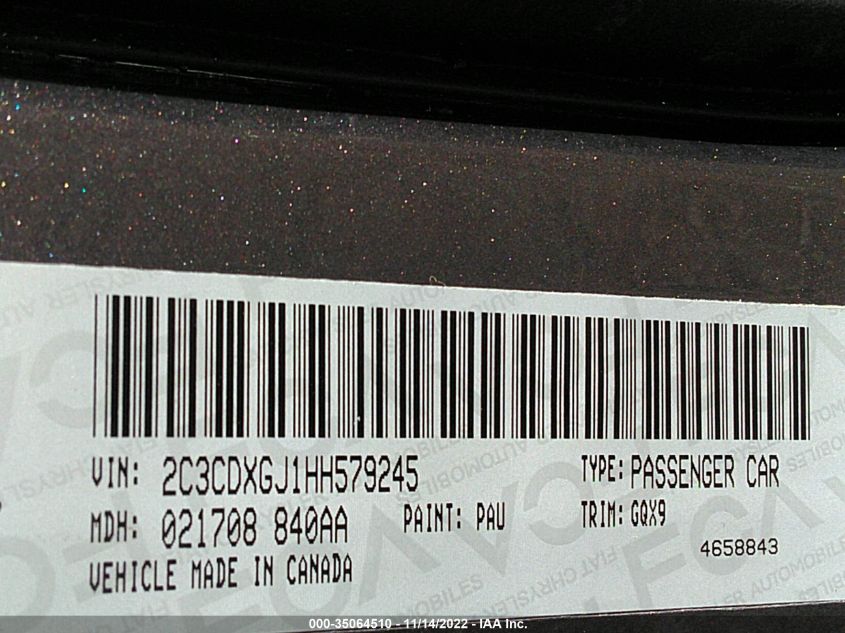 VIN: 2C3CDXGJ1HH579245 TYPE: PASSENGER CAR
MDH: 021708 840AA PAINT: PAU TRIM: GQX9
VEHICLE MADE IN CANADA 4658843
000-35064510 - 11/14/2022 - IAA Inc.